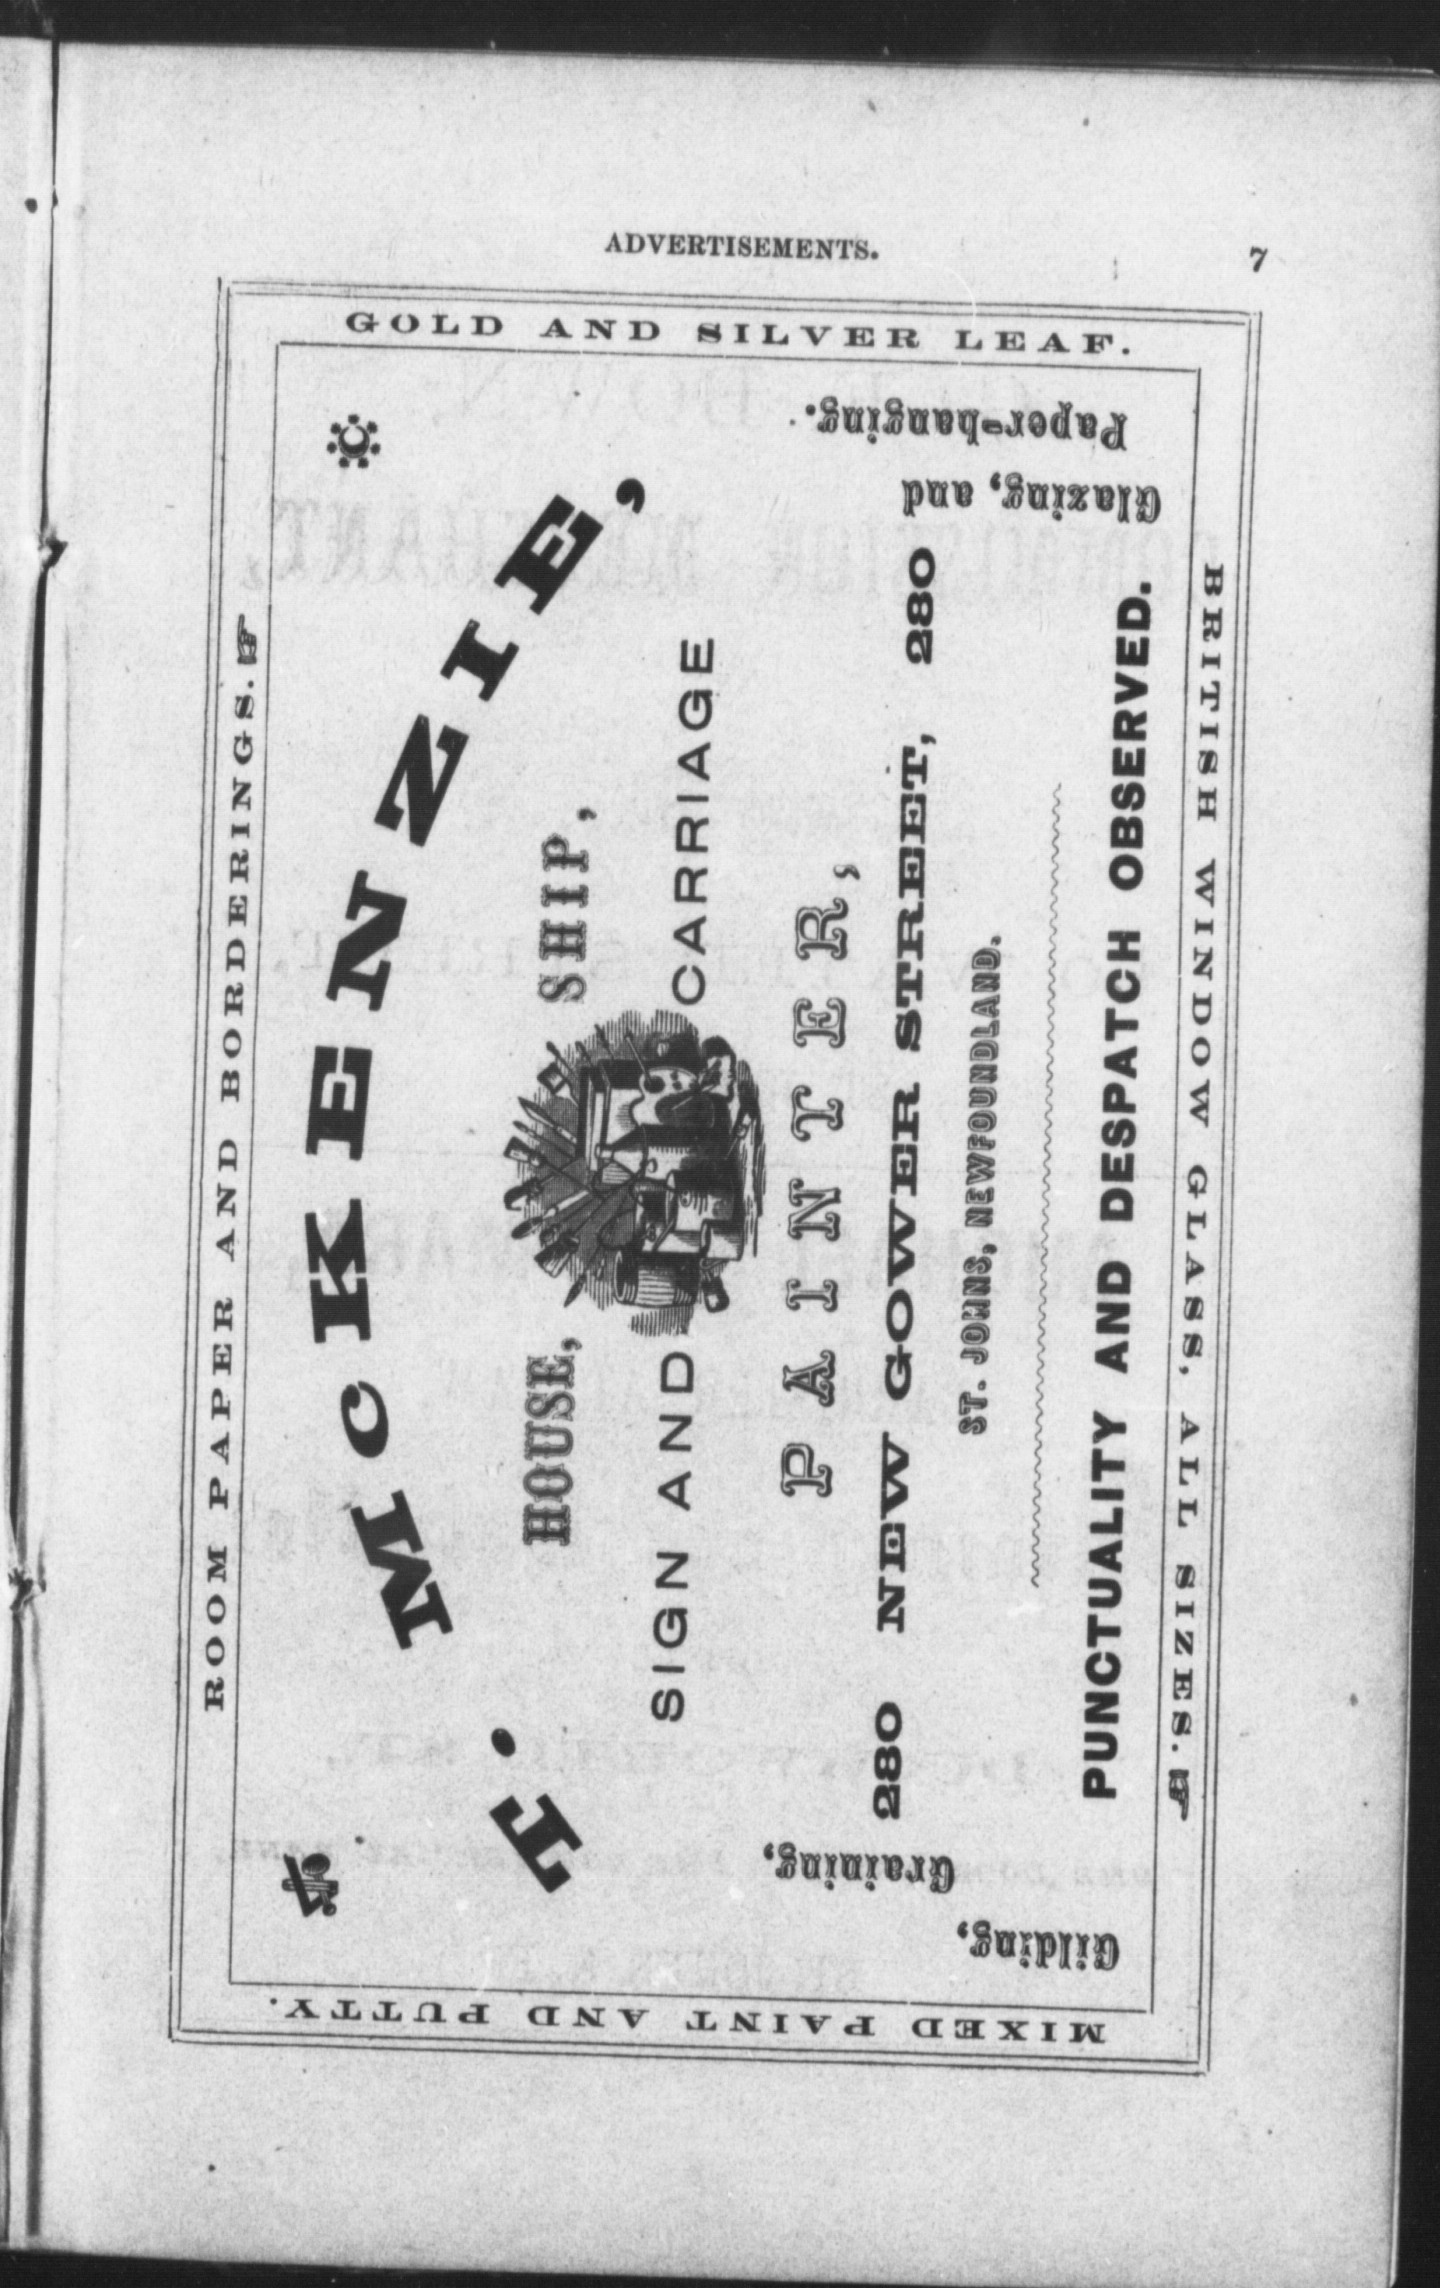 ADVERTISEMENTS.
7
GOLD AND SILVER LEAF.
ROOM PAPER AND BORDERINGS.
T. McKENZIE,
HOUSE, SHIP,
SIGN AND CARRIAGE
PAINTER,
280 NEW GOWER STREET, 280
ST. JOHNS, NEWFOUNDLAND.
PUNCTUALITY AND DESPATCH OBSERVED.
Gilding,
Graining,
Glazing, and
Paper-hanging.
BRITISH WINDOW GLASS, ALL SIZES.
MIXED PAINT AND PUTTY.